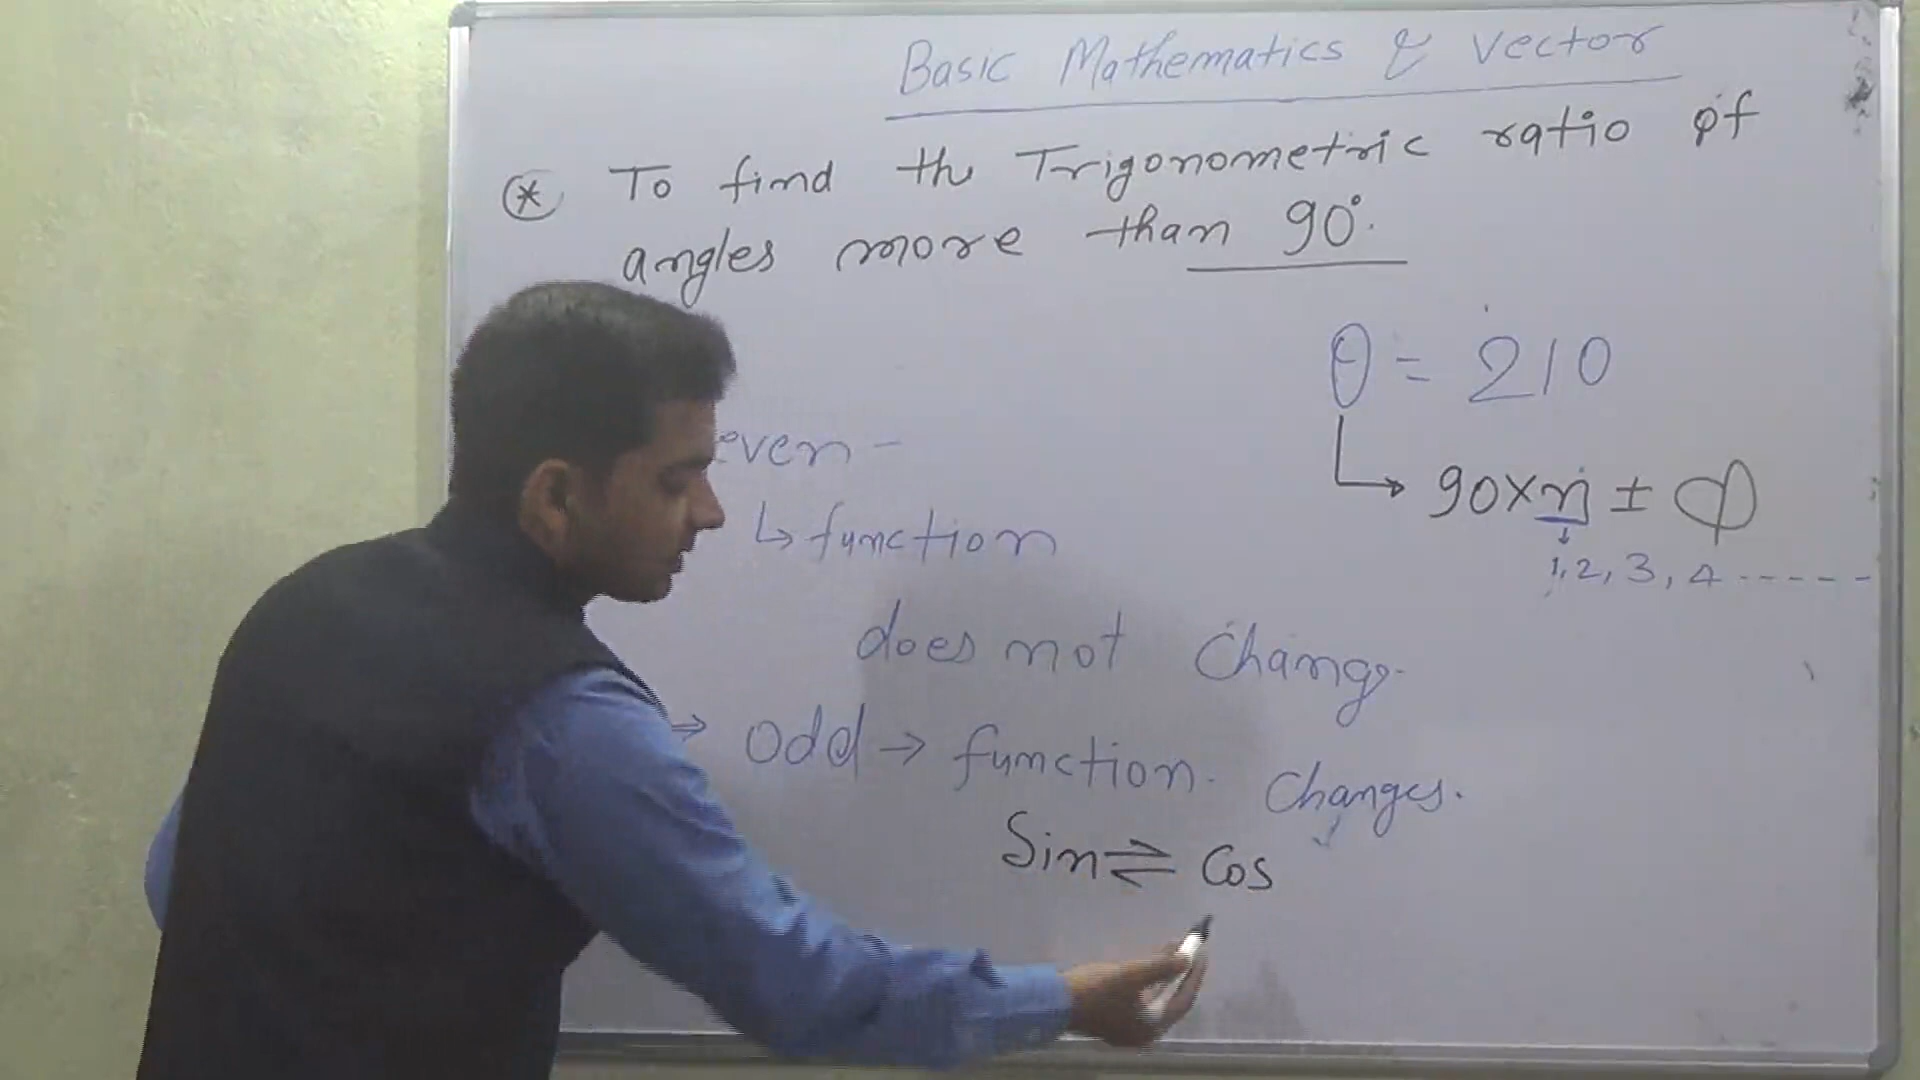 Basic Mathematics & Vector
* To find the Trigonometric ratio of
angles more than 90°.
θ = 210
even -
↳ 90×n ± φ
↳ function
1, 2, 3, 4 -----
does not change.
⇒ odd → function. changes.
Sin ⇌ Cos